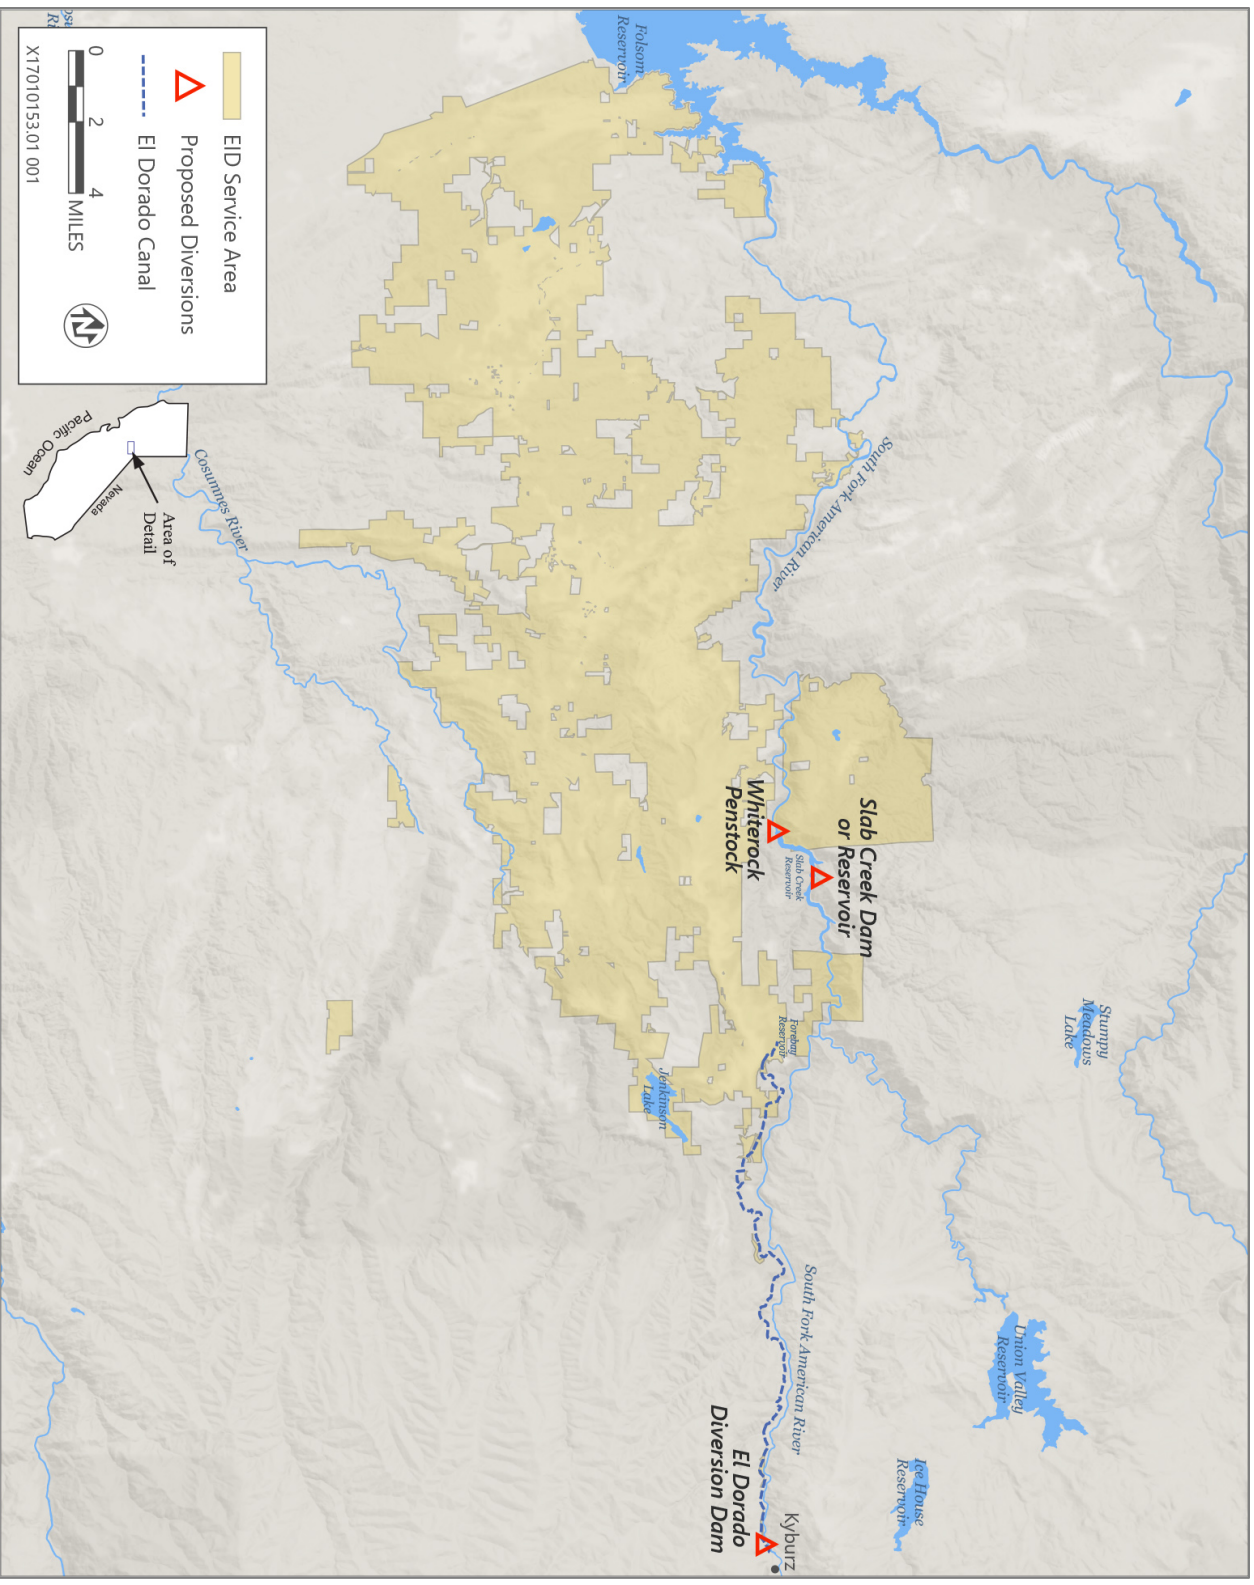 Folsom
Reservoir
South Fork American River
Slab Creek Dam
or Reservoir
Whiterock
Penstock
Slab Creek
Reservoir
Stumpy
Meadows
Lake
Forebay
Reservoir
Jenkinson
Lake
Union Valley
Reservoir
Ice House
Reservoir
South Fork American River
Kyburz
El Dorado
Diversion Dam
Cosumnes River
EID Service Area
Proposed Diversions
El Dorado Canal
0 2 4
MILES
N
X17010153.01 001
Pacific Ocean
Nevada
Area of
Detail